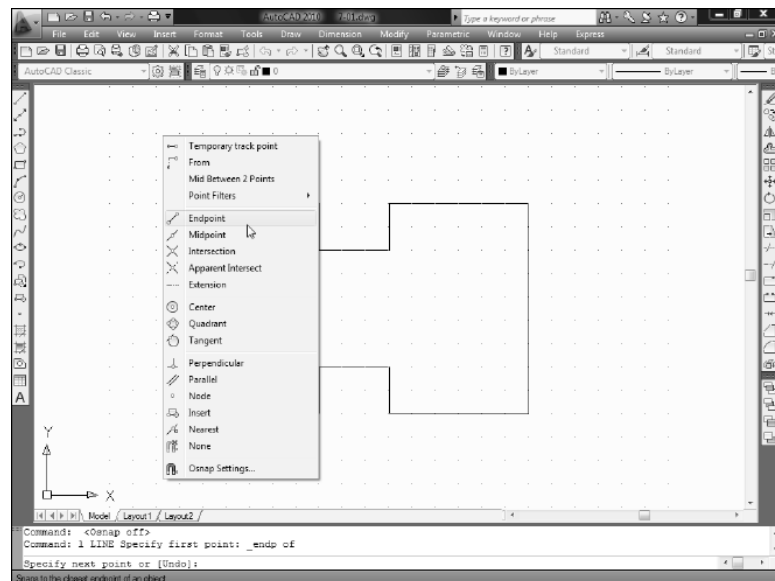 AutoCAD 2010 2-01.dwg
Type a keyword or phrase
File Edit View Insert Format Tools Draw Dimension Modify Parametric Window Help Express
Standard Standard
AutoCAD Classic 0 ByLayer ByLayer
Temporary track point
From
Mid Between 2 Points
Point Filters
Endpoint
Midpoint
Intersection
Apparent Intersect
Extension
Center
Quadrant
Tangent
Perpendicular
Parallel
Node
Insert
Nearest
None
Osnap Settings...
A
Y
X
Model Layout1 Layout2
Command: <Osnap off>
Command: l LINE Specify first point: _endp of
Specify next point or [Undo]:
Snaps to the closest endpoint of an object